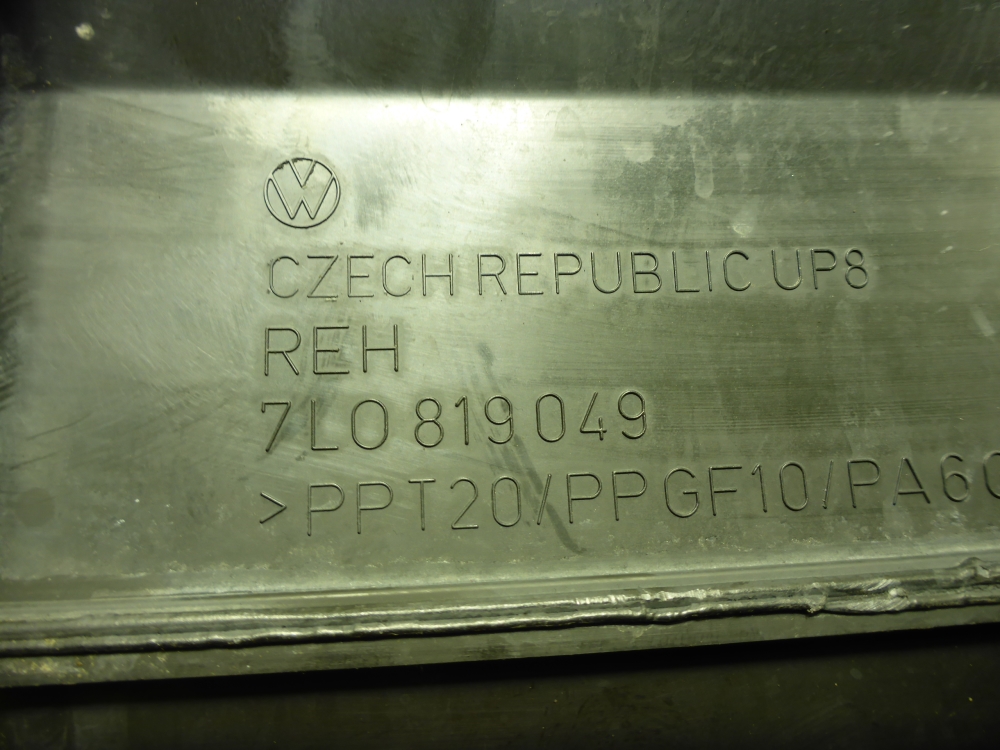 CZECH REPUBLIC UP8
REH
7L0 819 049
>PPT20/PPGF10/PA6